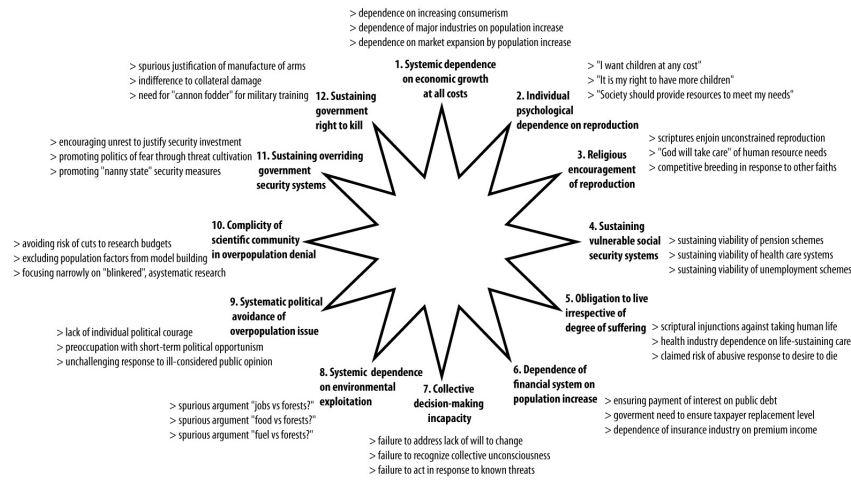 > dependence on increasing consumerism
> dependence of major industries on population increase
> dependence on market expansion by population increase
1. Systemic dependence
on economic growth
at all costs
> "I want children at any cost"
> "It is my right to have more children"
> "Society should provide resources to meet my needs"
2. Individual
psychological
dependence on reproduction
> scriptures enjoin unconstrained reproduction
> "God will take care" of human resource needs
> competitive breeding in response to other faiths
3. Religious
encouragement
of reproduction
4. Sustaining
vulnerable social
security systems
> sustaining viability of pension schemes
> sustaining viability of health care systems
> sustaining viability of unemployment schemes
5. Obligation to live
irrespective of
degree of suffering
> scriptural injunctions against taking human life
> health industry dependence on life-sustaining care
> claimed risk of abusive response to desire to die
6. Dependence of
financial system on
population increase
> ensuring payment of interest on public debt
> goverment need to ensure taxpayer replacement level
> dependence of insurance industry on premium income
7. Collective
decision-making
incapacity
> failure to address lack of will to change
> failure to recognize collective unconsciousness
> failure to act in response to known threats
8. Systemic dependence
on environmental
exploitation
> spurious argument "jobs vs forests?"
> spurious argument "food vs forests?"
> spurious argument "fuel vs forests?"
9. Systematic political
avoidance of
overpopulation issue
> lack of individual political courage
> preoccupation with short-term political opportunism
> unchallenging response to ill-considered public opinion
10. Complicity of
scientific community
in overpopulation denial
> avoiding risk of cuts to research budgets
> excluding population factors from model building
> focusing narrowly on "blinkered", asystematic research
11. Sustaining overriding
government
security systems
> encouraging unrest to justify security investment
> promoting politics of fear through threat cultivation
> promoting "nanny state" security measures
12. Sustaining
government
right to kill
> spurious justification of manufacture of arms
> indifference to collateral damage
> need for "cannon fodder" for military training